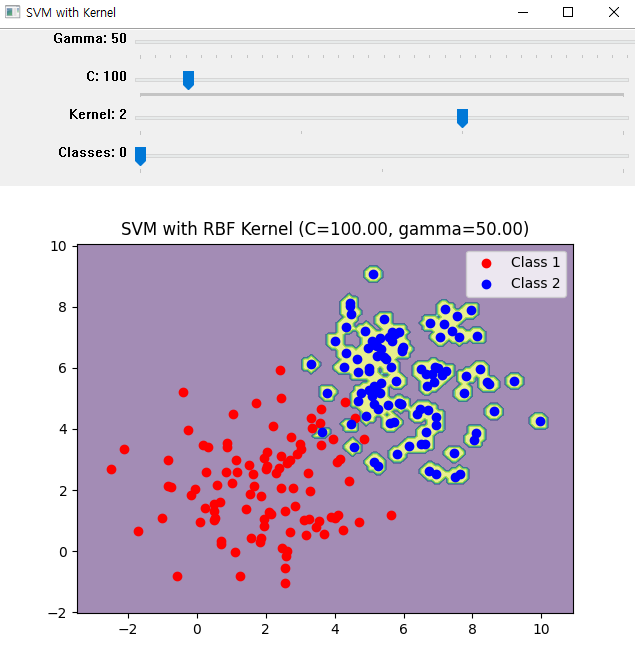 SVM with Kernel
Gamma: 50
C: 100
Kernel: 2
Classes: 0
SVM with RBF Kernel (C=100.00, gamma=50.00)
Class 1
Class 2
10
8
6
4
2
0
−2
−2 0 2 4 6 8 10